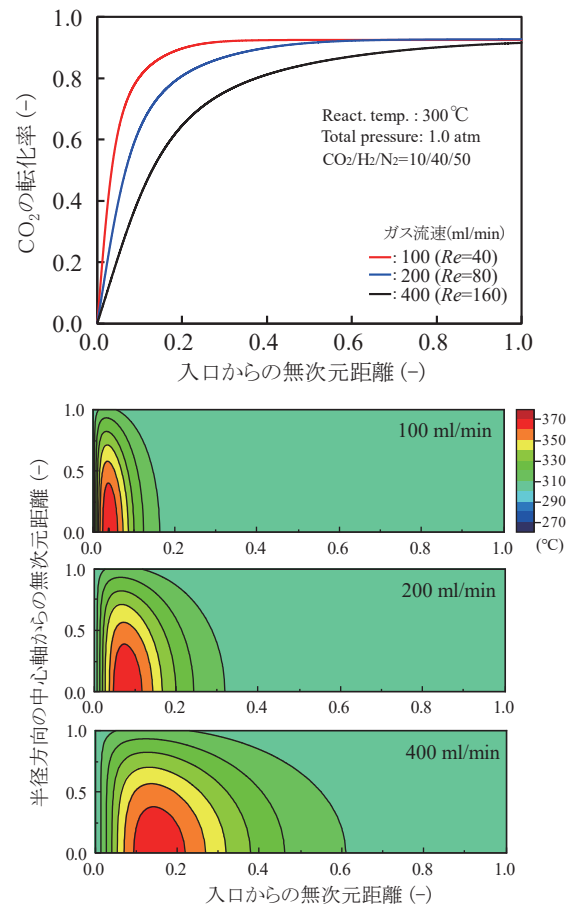 1.0
0.8
0.6
0.4
0.2
0.0
CO2の転化率 (−)
React. temp. : 300℃
Total pressure: 1.0 atm
CO2/H2/N2=10/40/50
ガス流速(ml/min)
: 100 (Re=40)
: 200 (Re=80)
: 400 (Re=160)
0.0 0.2 0.4 0.6 0.8 1.0
入口からの無次元距離 (−)
半径方向の中心軸からの無次元距離 (−)
1.0
0.5
0.0
100 ml/min
0.0 0.2 0.4 0.6 0.8 1.0
370
350
330
310
290
270
(℃)
1.0
0.5
0.0
200 ml/min
0.0 0.2 0.4 0.6 0.8 1.0
1.0
0.5
0.0
400 ml/min
0.0 0.2 0.4 0.6 0.8 1.0
入口からの無次元距離 (−)